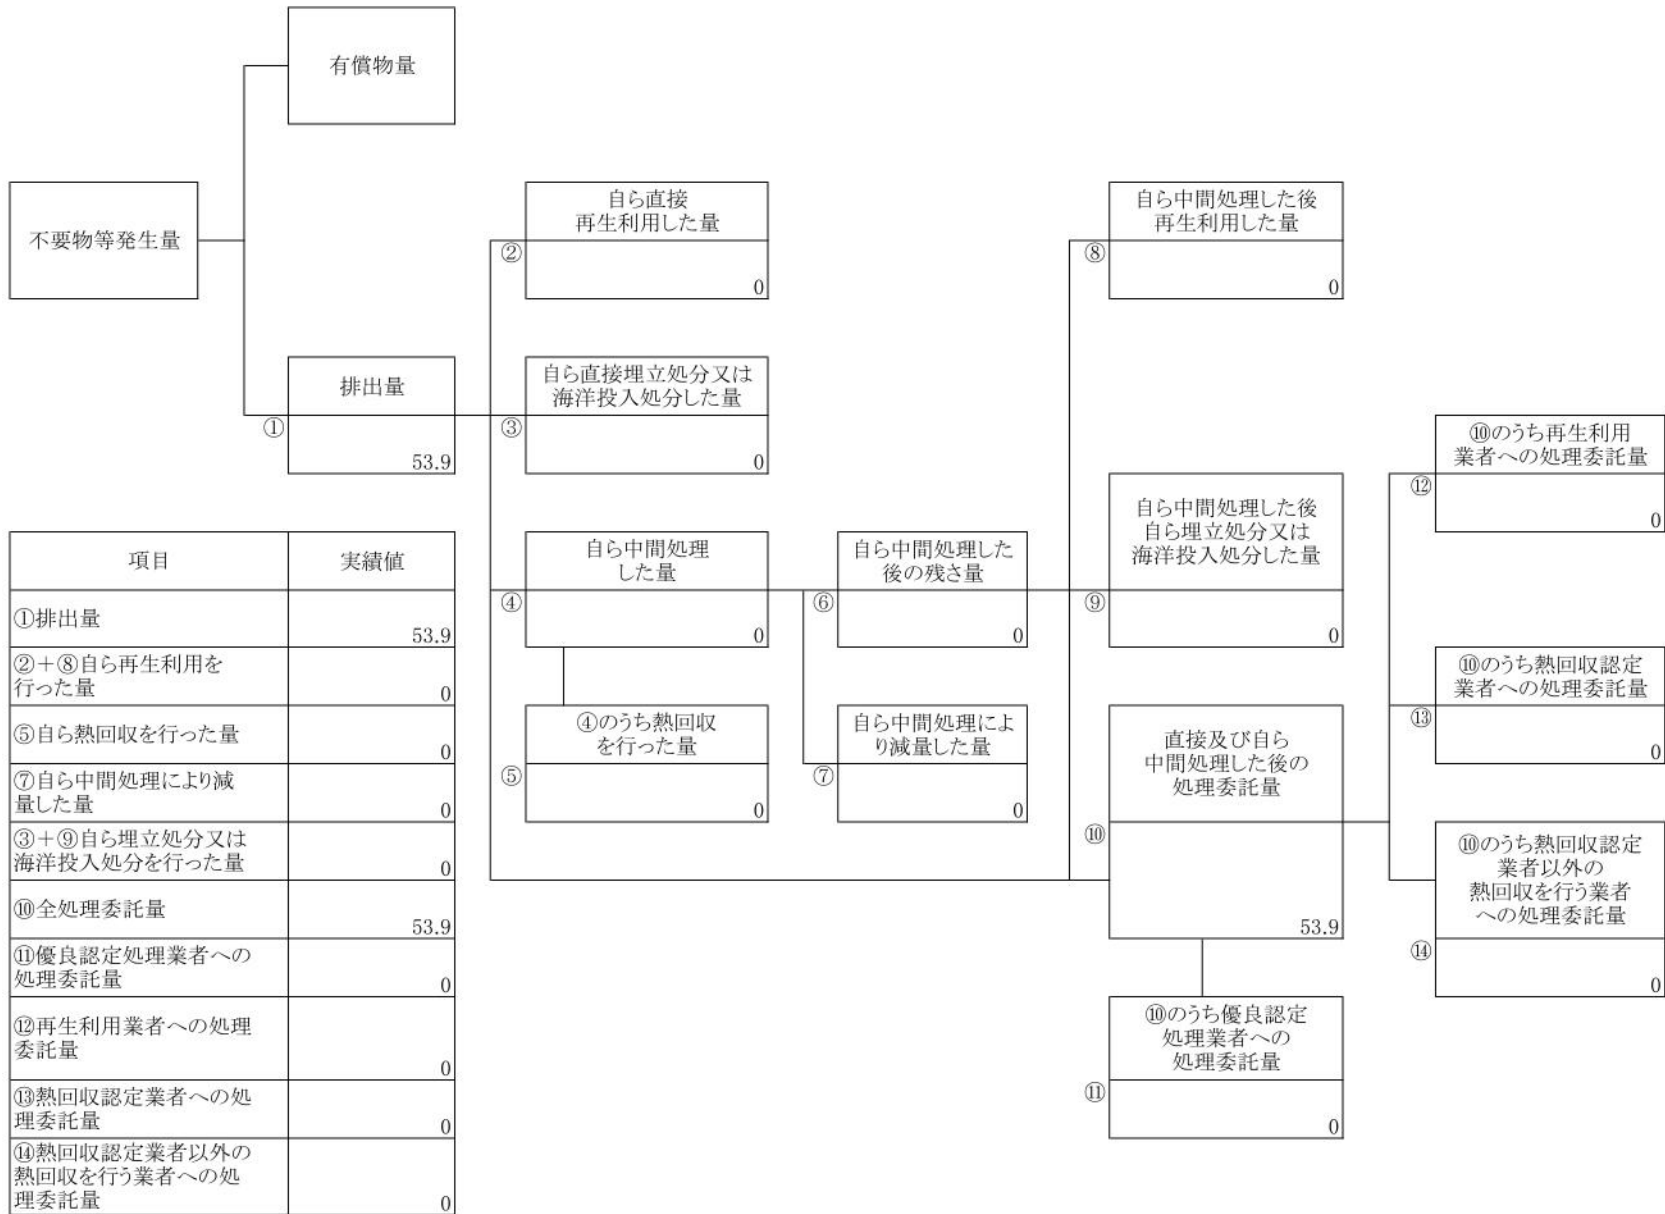 有償物量
不要物等発生量
自ら直接
再生利用した量
②
0
自ら中間処理した後
再生利用した量
⑧
0
排出量
①
53.9
自ら直接埋立処分又は
海洋投入処分した量
③
0
⑩のうち再生利用
業者への処理委託量
⑫
0
自ら中間処理
した量
④
0
自ら中間処理した
後の残さ量
⑥
0
自ら中間処理した後
自ら埋立処分又は
海洋投入処分した量
⑨
0
⑩のうち熱回収認定
業者への処理委託量
⑬
0
④のうち熱回収
を行った量
⑤
0
自ら中間処理によ
り減量した量
⑦
0
直接及び自ら
中間処理した後の
処理委託量
⑩
53.9
⑩のうち熱回収認定
業者以外の
熱回収を行う業者
への処理委託量
⑭
0
⑩のうち優良認定
処理業者への
処理委託量
⑪
0
項目 実績値
①排出量
53.9
②＋⑧自ら再生利用を
行った量
0
⑤自ら熱回収を行った量
0
⑦自ら中間処理により減
量した量
0
③＋⑨自ら埋立処分又は
海洋投入処分を行った量
0
⑩全処理委託量
53.9
⑪優良認定処理業者への
処理委託量
0
⑫再生利用業者への処理
委託量
0
⑬熱回収認定業者への処
理委託量
0
⑭熱回収認定業者以外の
熱回収を行う業者への処
理委託量
0